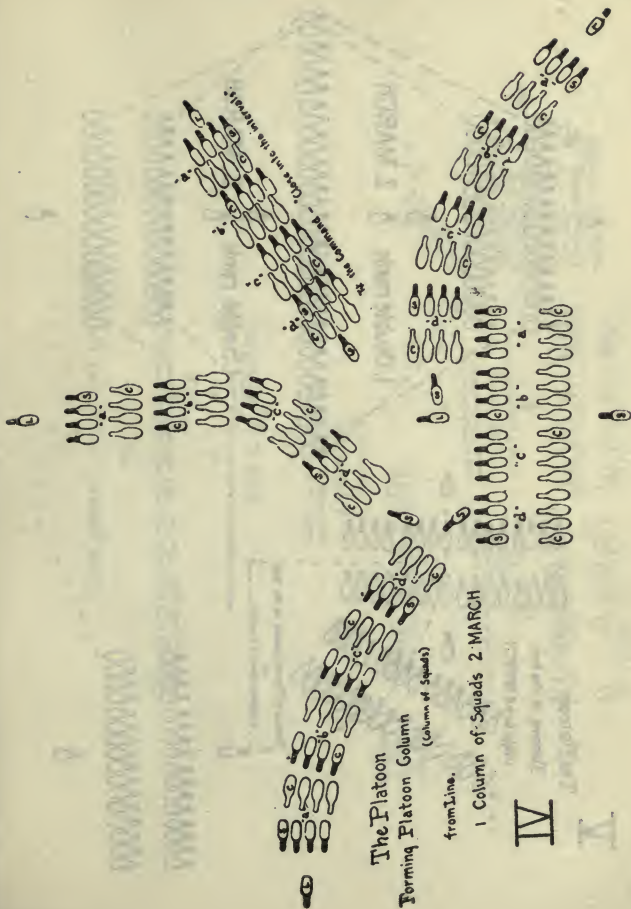 The Platoon
Forming Platoon Column
(Column of Squads)
from Line.
1 Column of Squads 2 MARCH
IV
At the Command – "Close into the intervals".
"a"
"b"
"c"
"d"
"a"
"b"
"c"
"d"
"a"
"b"
"c"
"d"
"a"
"b"
"c"
"d"
"a"
"b"
"c"
"d"